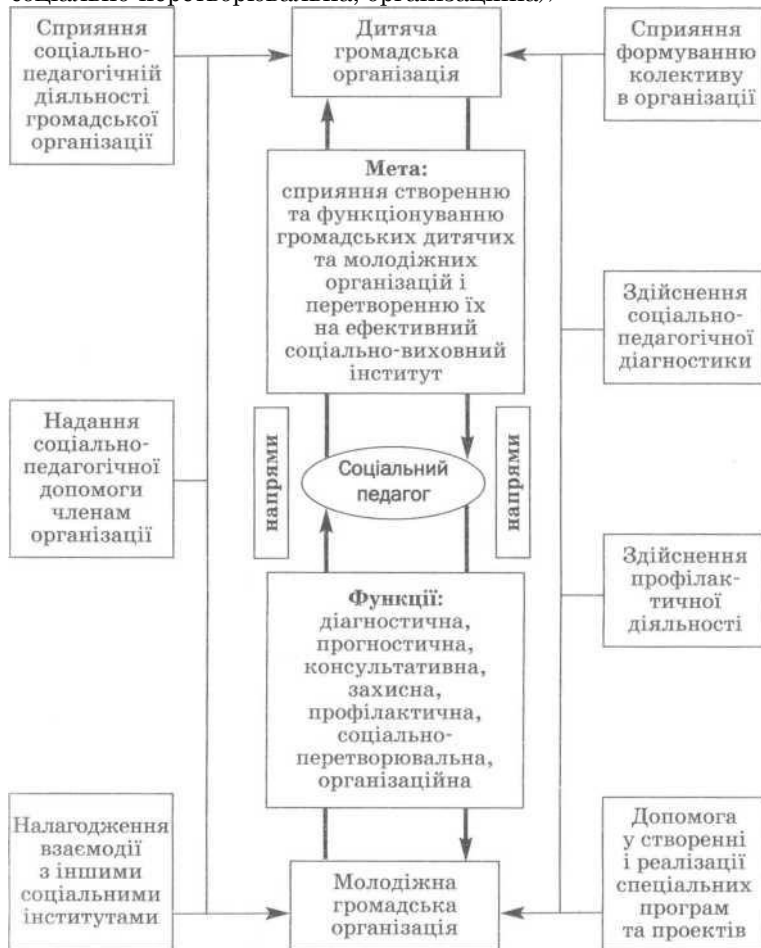 Сприяння
соціально-
педагогічній
діяльності
громадської
організації
Дитяча
громадська
організація
Сприяння
формуванню
колективу
в організації
Мета:
сприяння створенню
та функціонуванню
громадських дитячих
та молодіжних
організацій і
перетворенню їх
на ефективний
соціально-виховний
інститут
Здійснення
соціально-
педагогічної
діагностики
Надання
соціально-
педагогічної
допомоги
членам
організації
напрями
Соціальний
педагог
напрями
Здійснення
профілак-
тичної
діяльності
Функції:
діагностична,
прогностична,
консультативна,
захисна,
профілактична,
соціально-
перетворювальна,
організаційна
Налагодження
взаємодії
з іншими
соціальними
інститутами
Молодіжна
громадська
організація
Допомога
у створенні
і реалізації
спеціальних
програм
та проектів